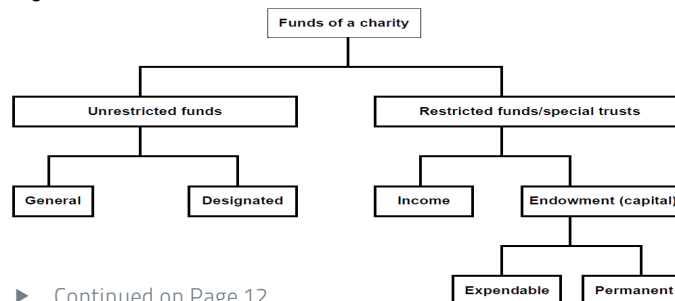 Funds of a charity
Unrestricted funds
Restricted funds/special trusts
General
Designated
Income
Endowment (capital)
Expendable
Permanent
Continued on Page 12